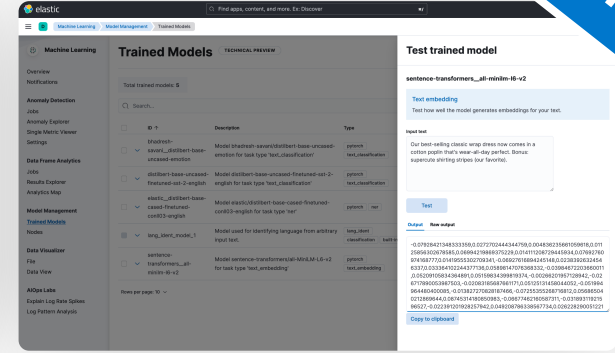 elastic
Find apps, content, and more. Ex: Discover
Machine Learning
Model Management
Trained Models
Machine Learning
Overview
Notifications
Anomaly Detection
Jobs
Anomaly Explorer
Single Metric Viewer
Settings
Data Frame Analytics
Jobs
Results Explorer
Analytics Map
Model Management
Trained Models
Nodes
Data Visualizer
File
Data View
AIOps Labs
Explain Log Rate Spikes
Log Pattern Analysis
Trained Models
TECHNICAL PREVIEW
Total trained models: 5
Search...
ID ↑
Description
Type
bhadresh-
savani__distilbert-base-
uncased-emotion
Model bhadresh-savani/distilbert-base-uncased-
emotion for task type 'text_classification'
pytorch
text_classification
distilbert-base-uncased-
finetuned-sst-2-english
Model distilbert-base-uncased-finetuned-sst-2-
english for task type 'text_classification'
pytorch
text_classification
elastic__distilbert-base-
cased-finetuned-
conll03-english
Model elastic/distilbert-base-cased-finetuned-
conll03-english for task type 'ner'
pytorch
ner
lang_ident_model_1
Model used for identifying language from arbitrary
input text.
lang_ident
classification
sentence-
transformers__all-
minilm-l6-v2
Model sentence-transformers/all-MiniLM-L6-v2
for task type 'text_embedding'
pytorch
text_embedding
Rows per page: 10
Test trained model
sentence-transformers__all-minilm-l6-v2
Text embedding
Test how well the model generates embeddings for your text.
Input text
Our best-selling classic wrap dress now comes in a
cotton poplin that's wear-all-day perfect. Bonus:
supercute shirting stripes (our favorite).
Test
Output
Raw output
Copy to clipboard